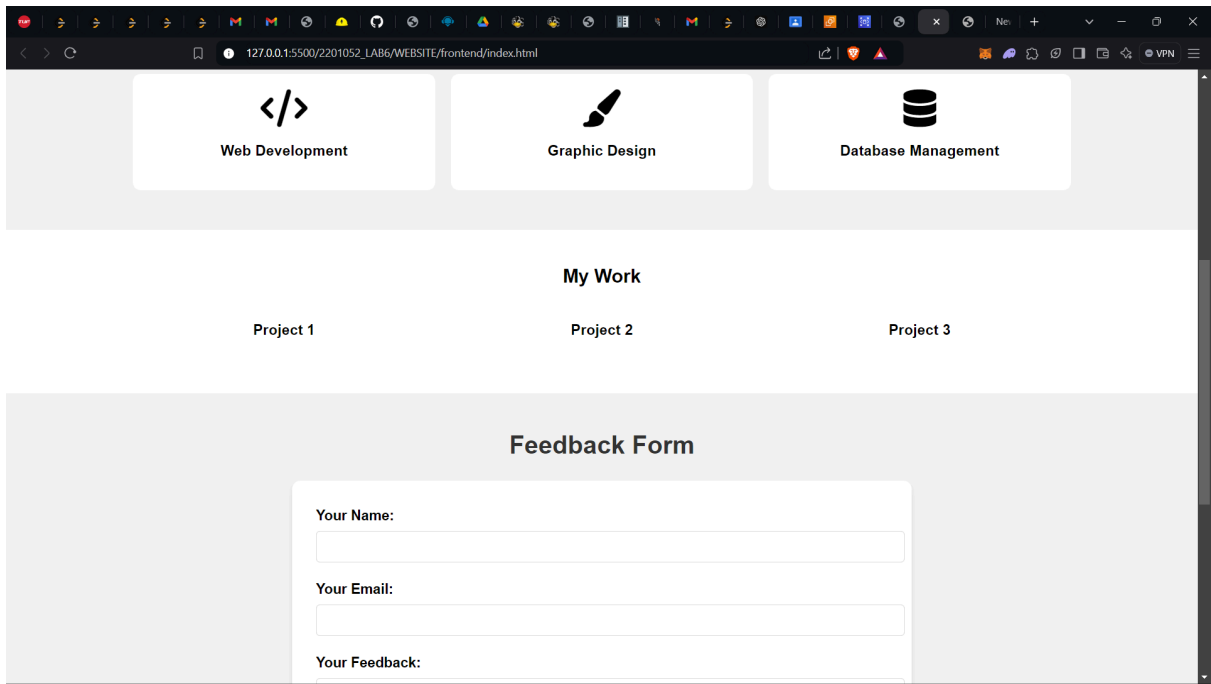 Nev
127.0.0.1:5500/2201052_LAB6/WEBSITE/frontend/index.html
VPN
Web Development
Graphic Design
Database Management
My Work
Project 1
Project 2
Project 3
Feedback Form
Your Name:
Your Email:
Your Feedback: